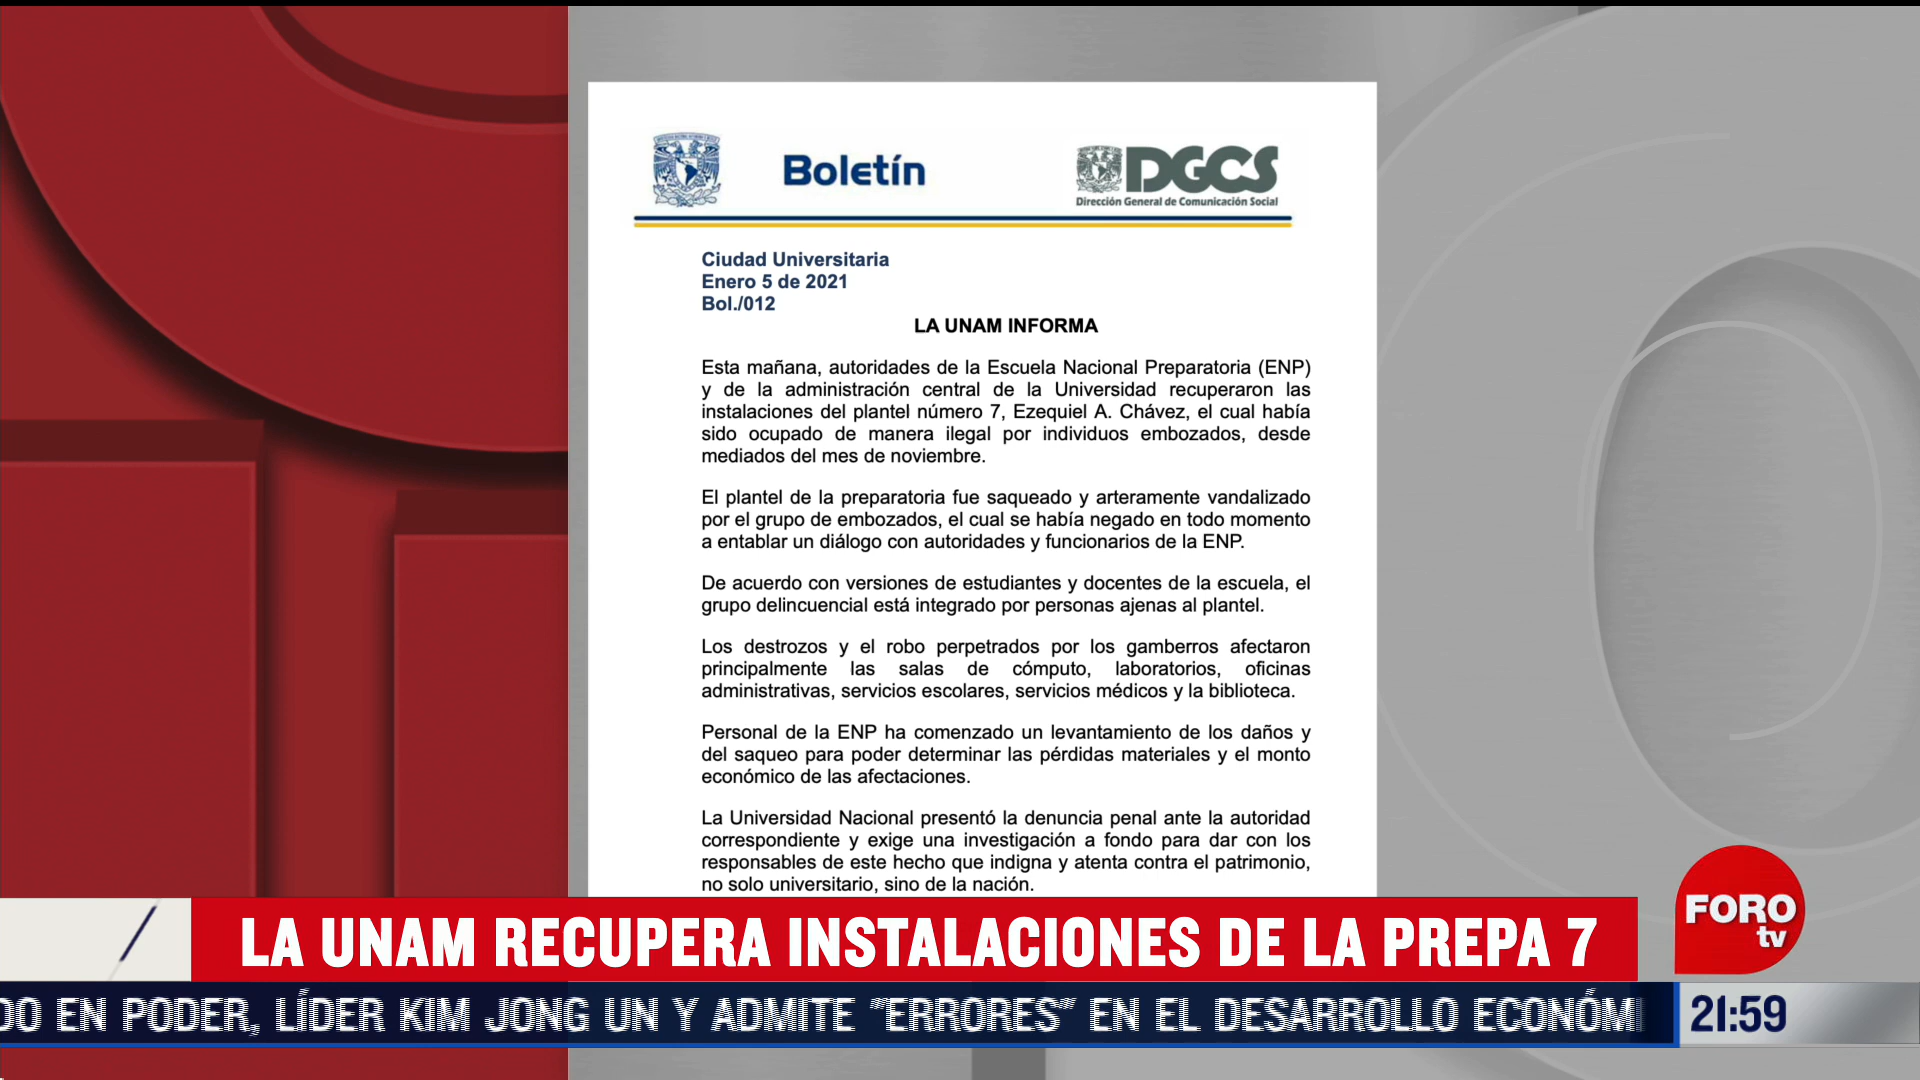 Boletín
DGCS
Dirección General de Comunicación Social
Ciudad Universitaria
Enero 5 de 2021
Bol./012
LA UNAM INFORMA
Esta mañana, autoridades de la Escuela Nacional Preparatoria (ENP)
y de la administración central de la Universidad recuperaron las
instalaciones del plantel número 7, Ezequiel A. Chávez, el cual había
sido ocupado de manera ilegal por individuos embozados, desde
mediados del mes de noviembre.
El plantel de la preparatoria fue saqueado y arteramente vandalizado
por el grupo de embozados, el cual se había negado en todo momento
a entablar un diálogo con autoridades y funcionarios de la ENP.
De acuerdo con versiones de estudiantes y docentes de la escuela, el
grupo delincuencial está integrado por personas ajenas al plantel.
Los destrozos y el robo perpetrados por los gamberros afectaron
principalmente las salas de cómputo, laboratorios, oficinas
administrativas, servicios escolares, servicios médicos y la biblioteca.
Personal de la ENP ha comenzado un levantamiento de los daños y
del saqueo para poder determinar las pérdidas materiales y el monto
económico de las afectaciones.
La Universidad Nacional presentó la denuncia penal ante la autoridad
correspondiente y exige una investigación a fondo para dar con los
responsables de este hecho que indigna y atenta contra el patrimonio,
no solo universitario, sino de la nación.
LA UNAM RECUPERA INSTALACIONES DE LA PREPA 7
FORO
tv
DO EN PODER, LÍDER KIM JONG UN Y ADMITE "ERRORES" EN EL DESARROLLO ECONÓMI
21:59